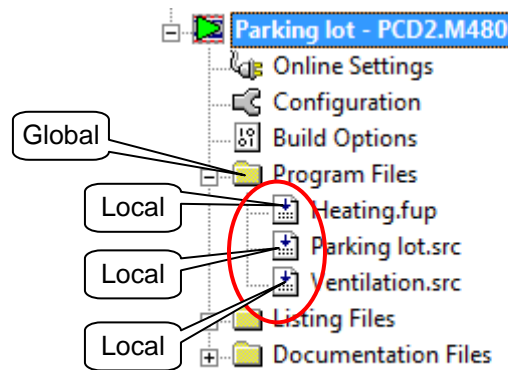 Parking lot - PCD2.M480
Online Settings
Configuration
Global
Build Options
Program Files
Local
Heating.fup
Parking lot.src
Local
Ventilation.src
Listing Files
Local
Documentation Files